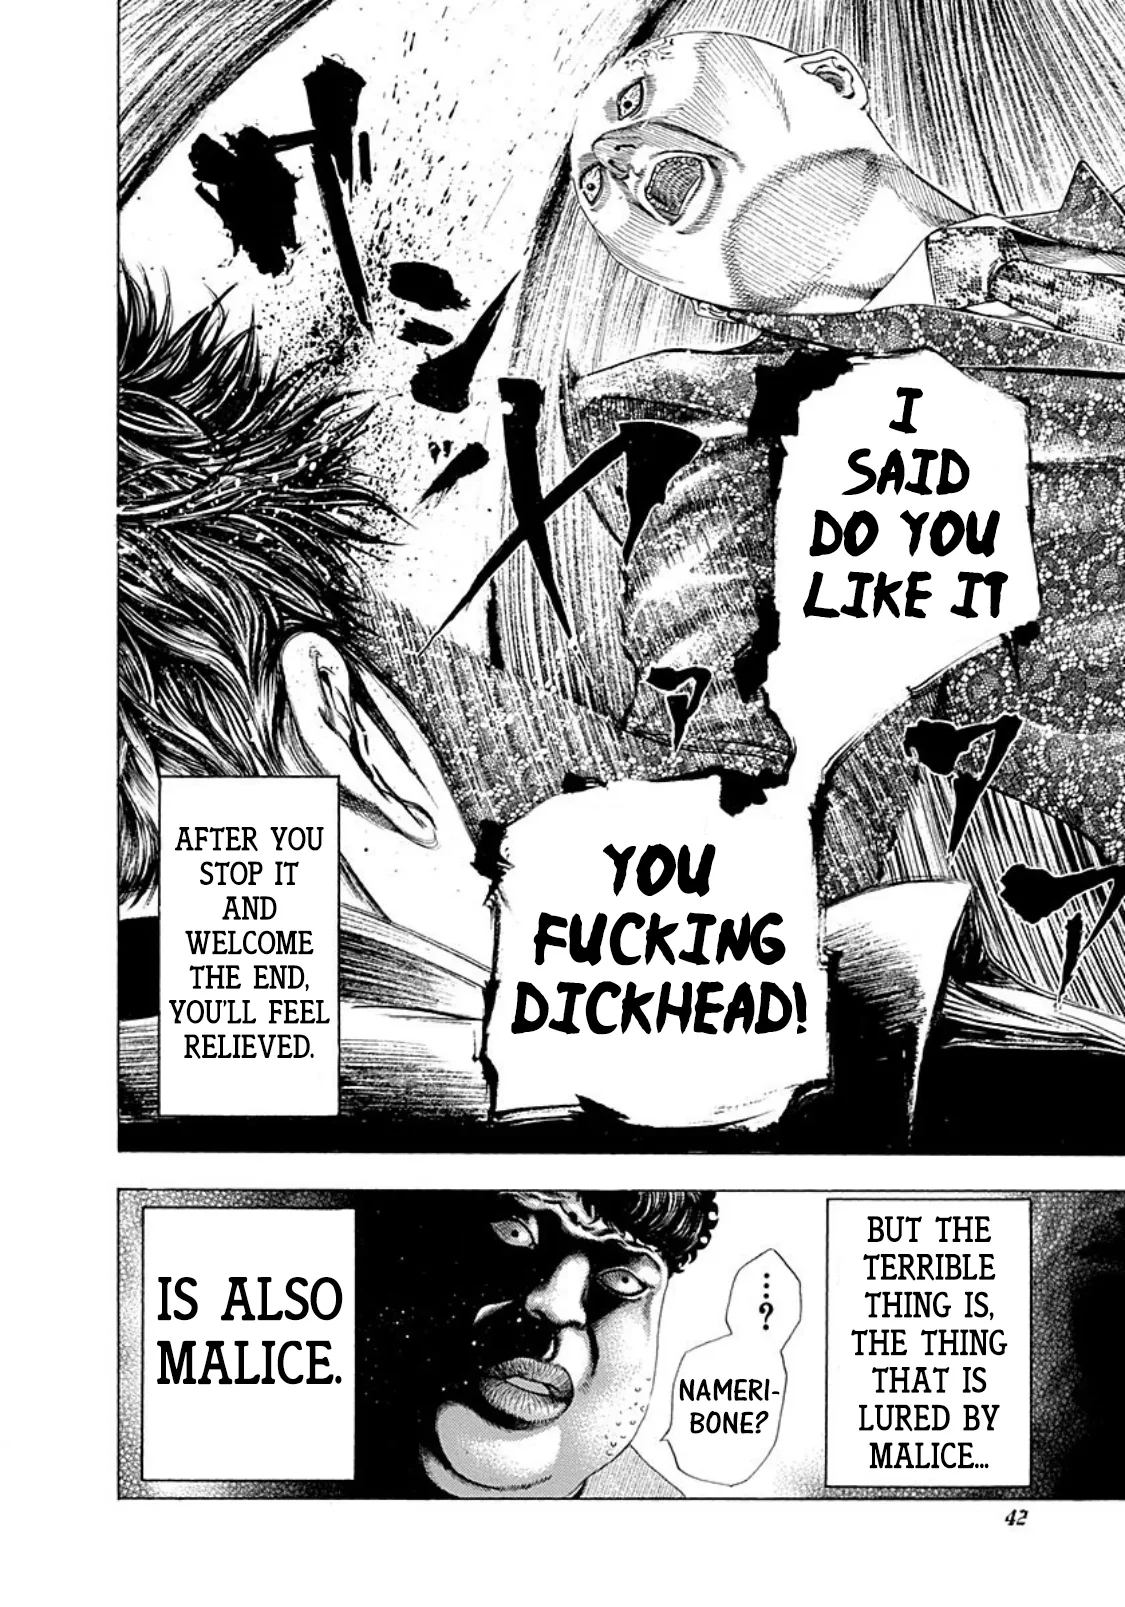 I
SAID
DO YOU
LIKE IT
YOU
FUCKING
DICKHEAD!
AFTER YOU
STOP IT
AND
WELCOME
THE END,
YOU'LL FEEL
RELIEVED.
BUT THE
TERRIBLE
THING IS,
THE THING
THAT IS
LURED BY
MALICE...
...?
NAMERI-
BONE?
IS ALSO
MALICE.
42